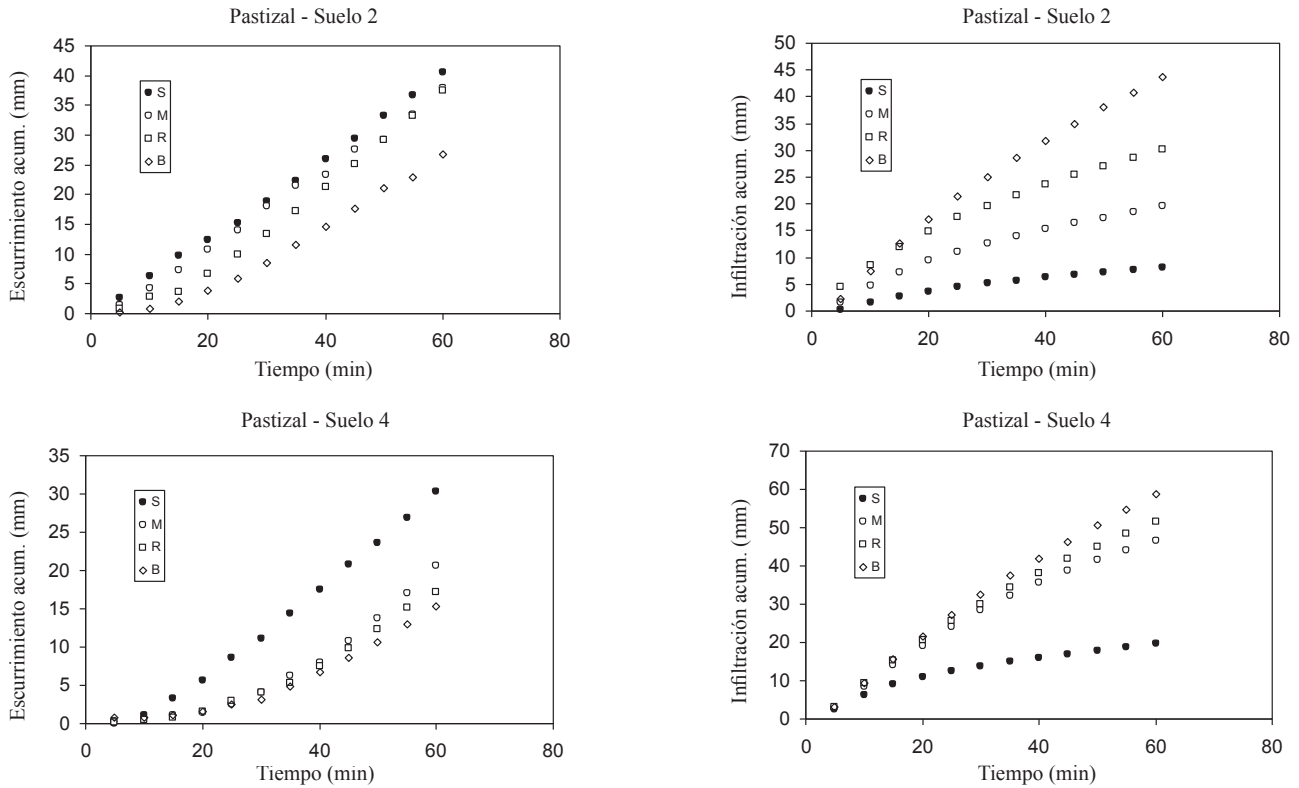 Pastizal - Suelo 2
Escurrimiento acum. (mm)
45
40
35
30
25
20
15
10
5
0
S
M
R
B
0 20 40 60 80
Tiempo (min)
Pastizal - Suelo 2
Infiltración acum. (mm)
50
45
40
35
30
25
20
15
10
5
0
S
M
R
B
0 20 40 60 80
Tiempo (min)
Pastizal - Suelo 4
Escurrimiento acum. (mm)
35
30
25
20
15
10
5
0
S
M
R
B
0 20 40 60 80
Tiempo (min)
Pastizal - Suelo 4
Infiltración acum. (mm)
70
60
50
40
30
20
10
0
S
M
R
B
0 20 40 60 80
Tiempo (min)